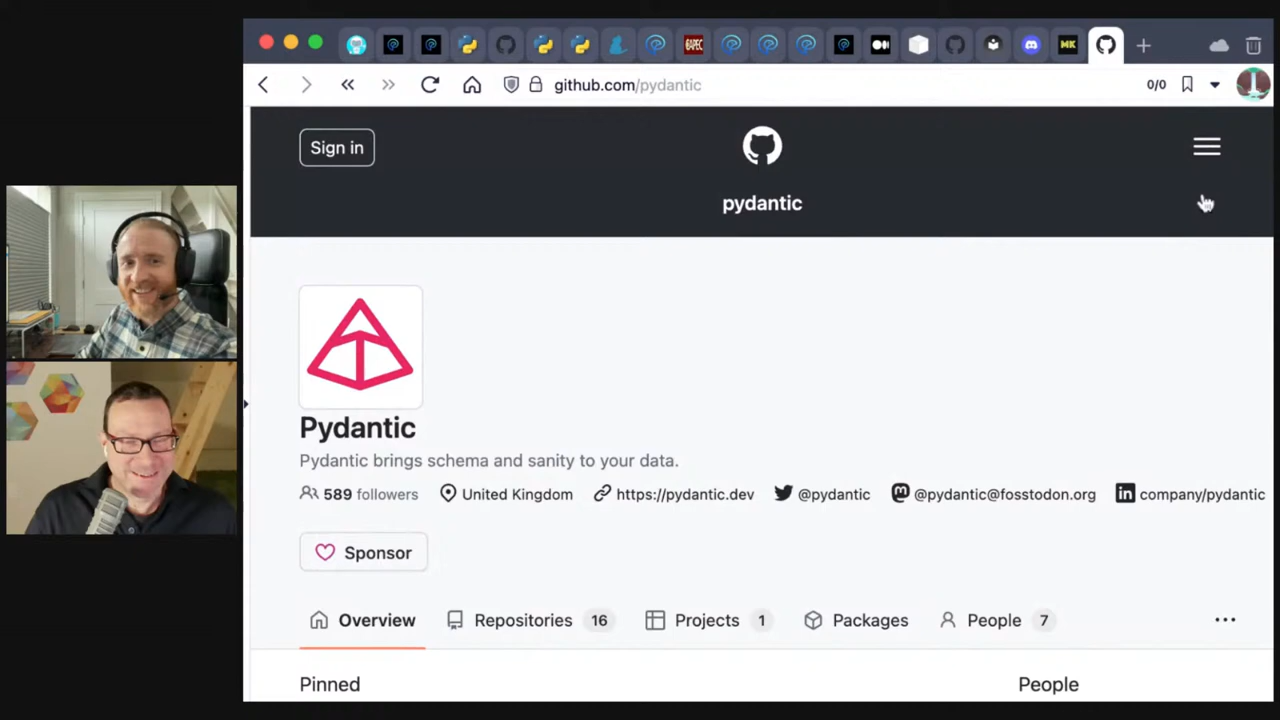 github.com/pydantic
0/0
Sign in
pydantic
Pydantic
Pydantic brings schema and sanity to your data.
589 followers United Kingdom https://pydantic.dev @pydantic @pydantic@fosstodon.org company/pydantic
Sponsor
Overview Repositories 16 Projects 1 Packages People 7
Pinned People